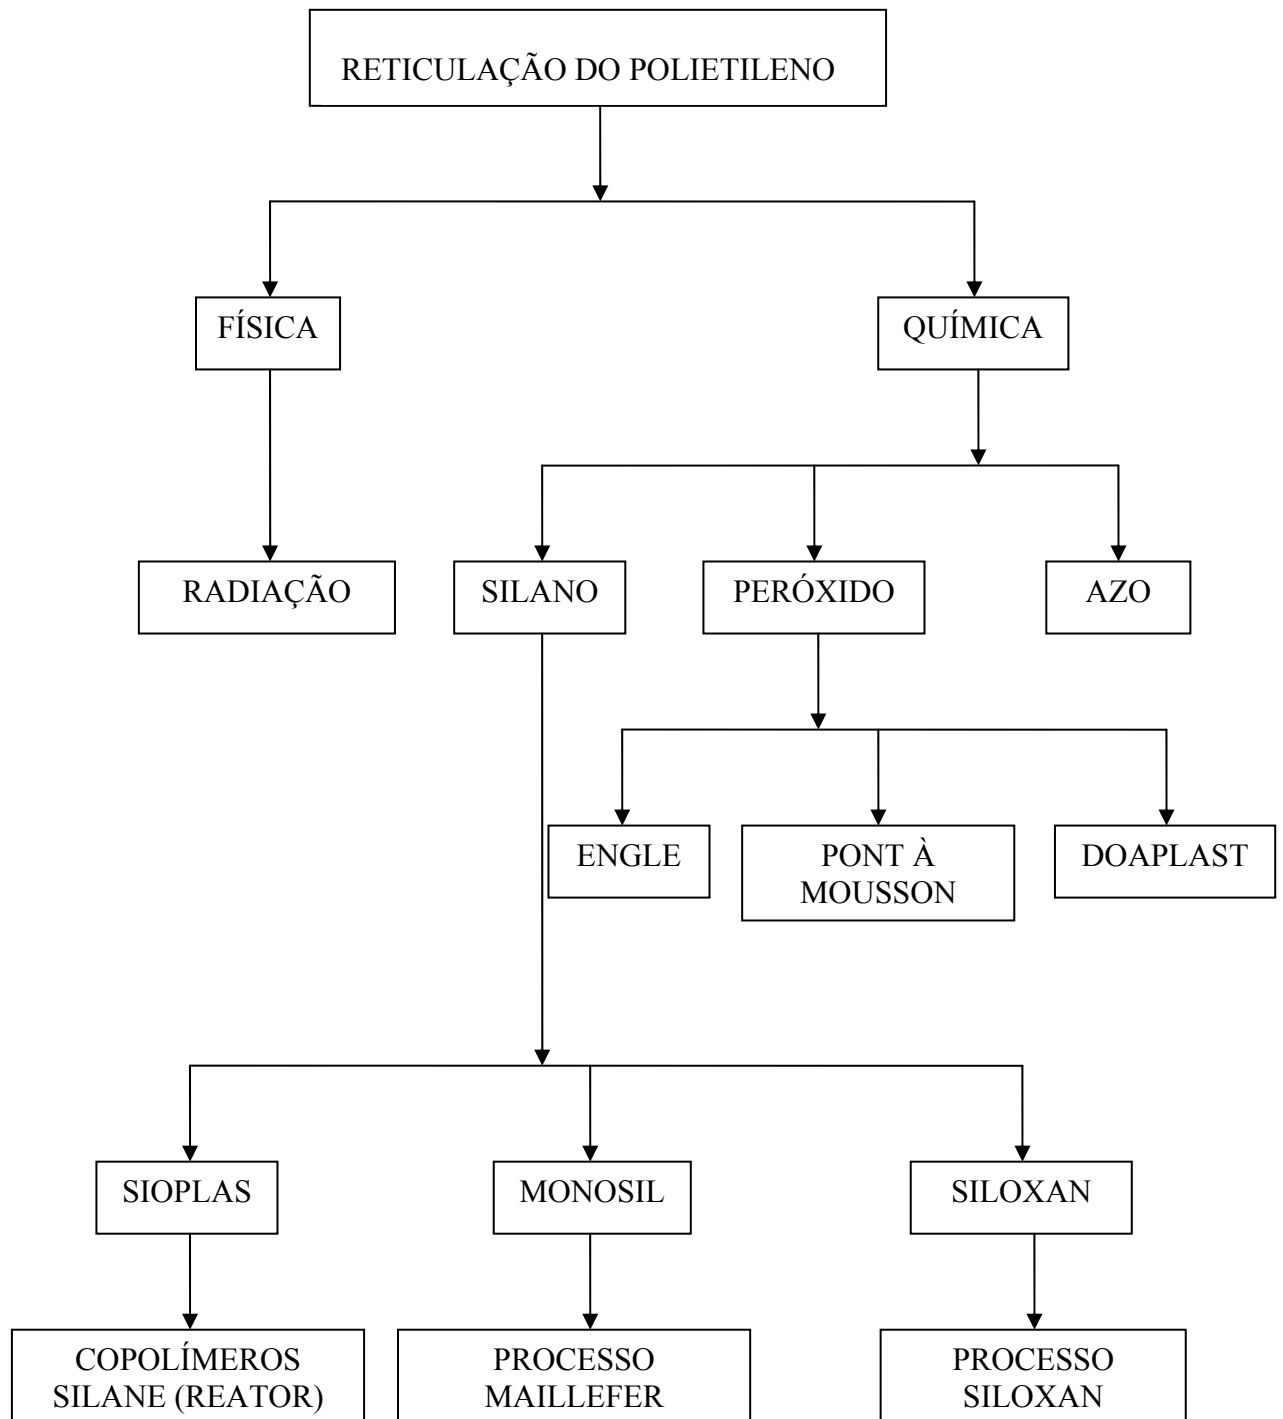 RETICULAÇÃO DO POLIETILENO
FÍSICA
QUÍMICA
RADIAÇÃO
SILANO
PERÓXIDO
AZO
ENGLE
PONT À
MOUSSON
DOAPLAST
SIOPLAS
MONOSIL
SILOXAN
COPOLÍMEROS
SILANE (REATOR)
PROCESSO
MAILLEFER
PROCESSO
SILOXAN